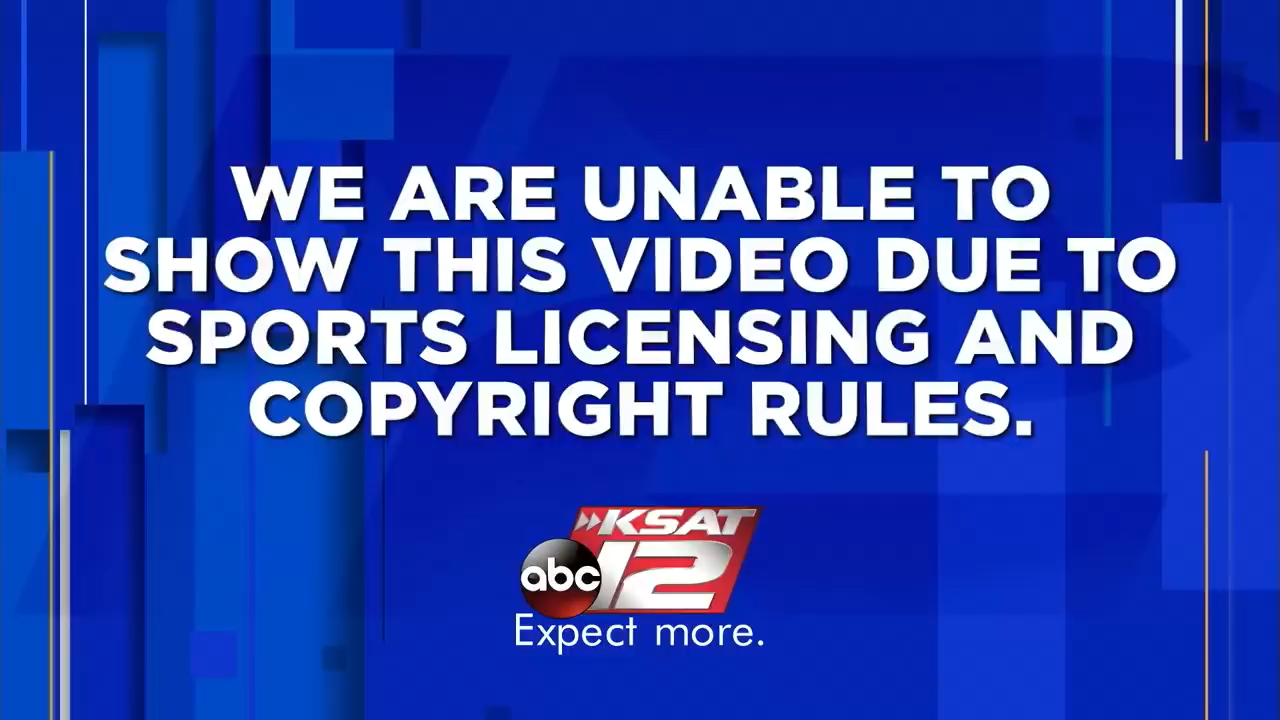 WE ARE UNABLE TO
SHOW THIS VIDEO DUE TO
SPORTS LICENSING AND
COPYRIGHT RULES.
KSAT
abc 12
Expect more.